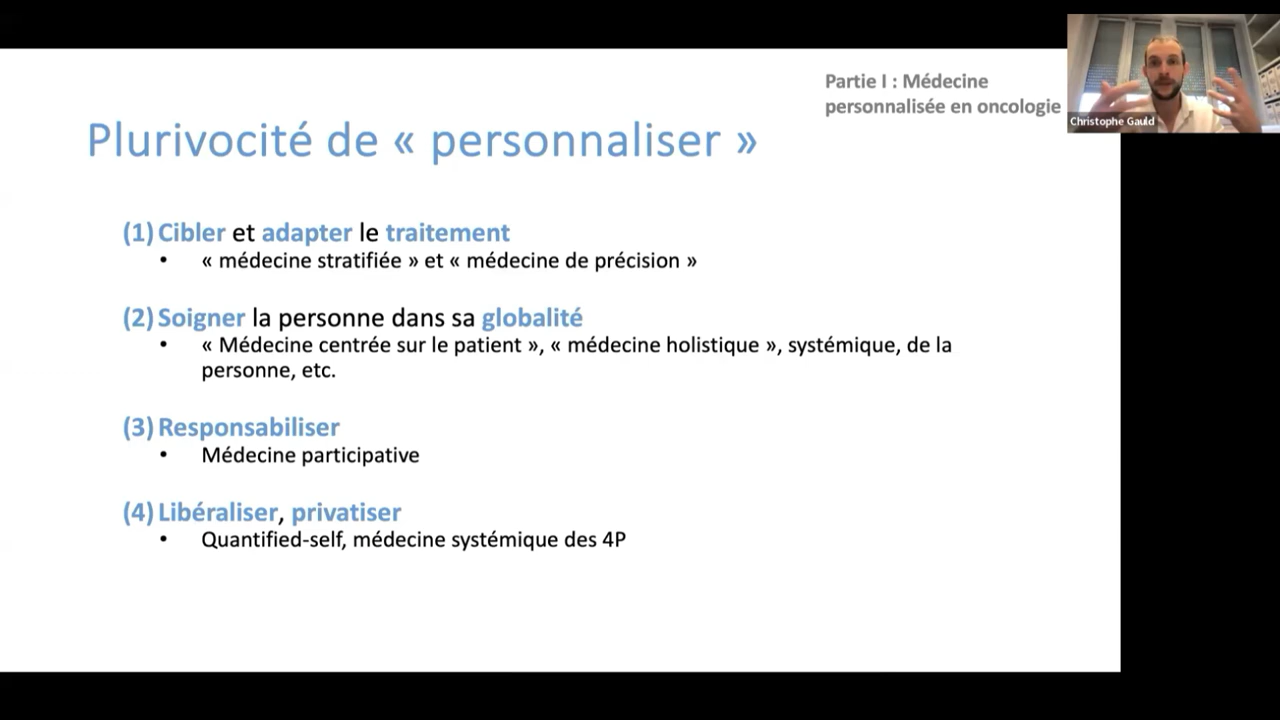 Partie I : Médecine
personnalisée en oncologie
Christophe Gauld
Plurivocité de « personnaliser »
(1) Cibler et adapter le traitement
• « médecine stratifiée » et « médecine de précision »
(2) Soigner la personne dans sa globalité
• « Médecine centrée sur le patient », « médecine holistique », systémique, de la
personne, etc.
(3) Responsabiliser
• Médecine participative
(4) Libéraliser, privatiser
• Quantified-self, médecine systémique des 4P